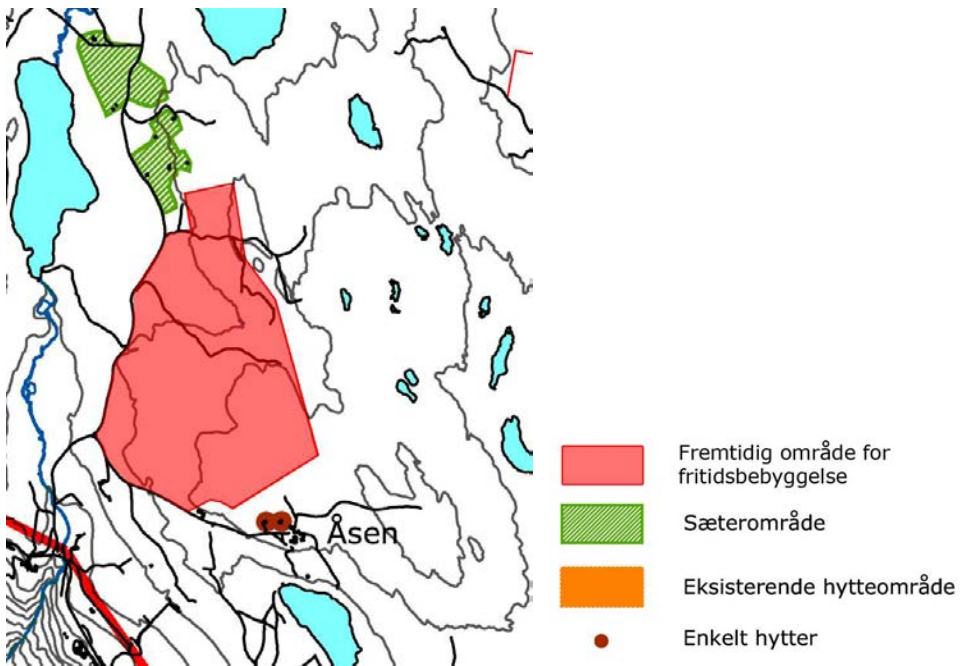 Åsen
Fremtidig område for
fritidsbebyggelse
Sæterområde
Eksisterende hytteområde
Enkelt hytter